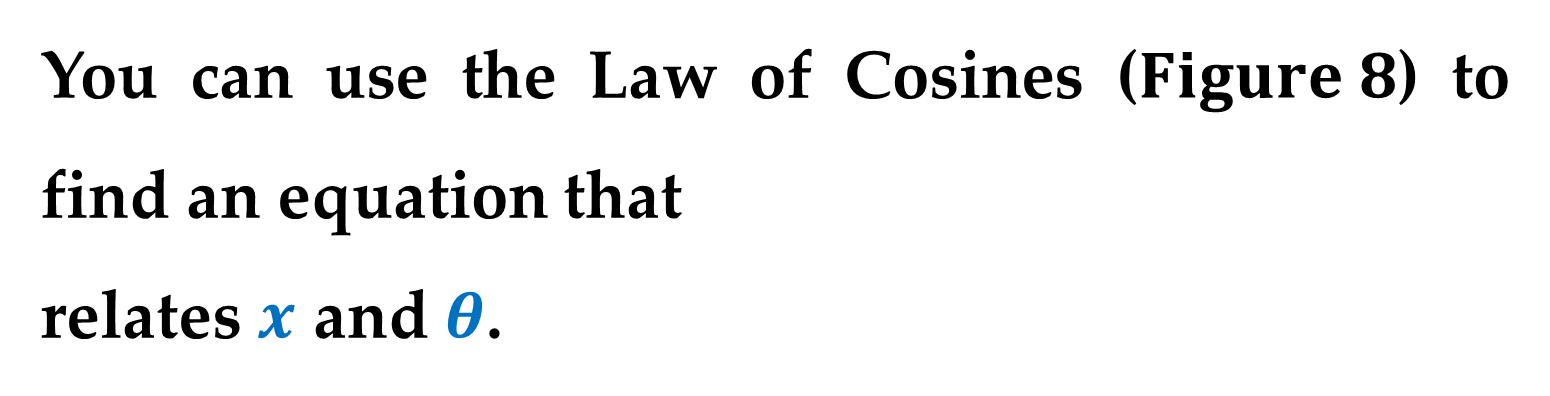 You can use the Law of Cosines (Figure 8) to
find an equation that
relates x and θ.